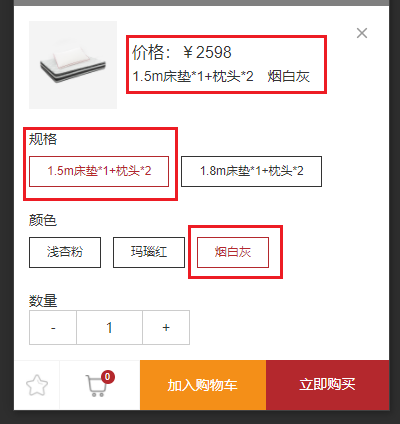 价格：￥2598
1.5m床垫*1+枕头*2 烟白灰
×
规格
1.5m床垫*1+枕头*2 1.8m床垫*1+枕头*2
颜色
浅杏粉 玛瑙红 烟白灰
数量
- 1 +
0 加入购物车 立即购买